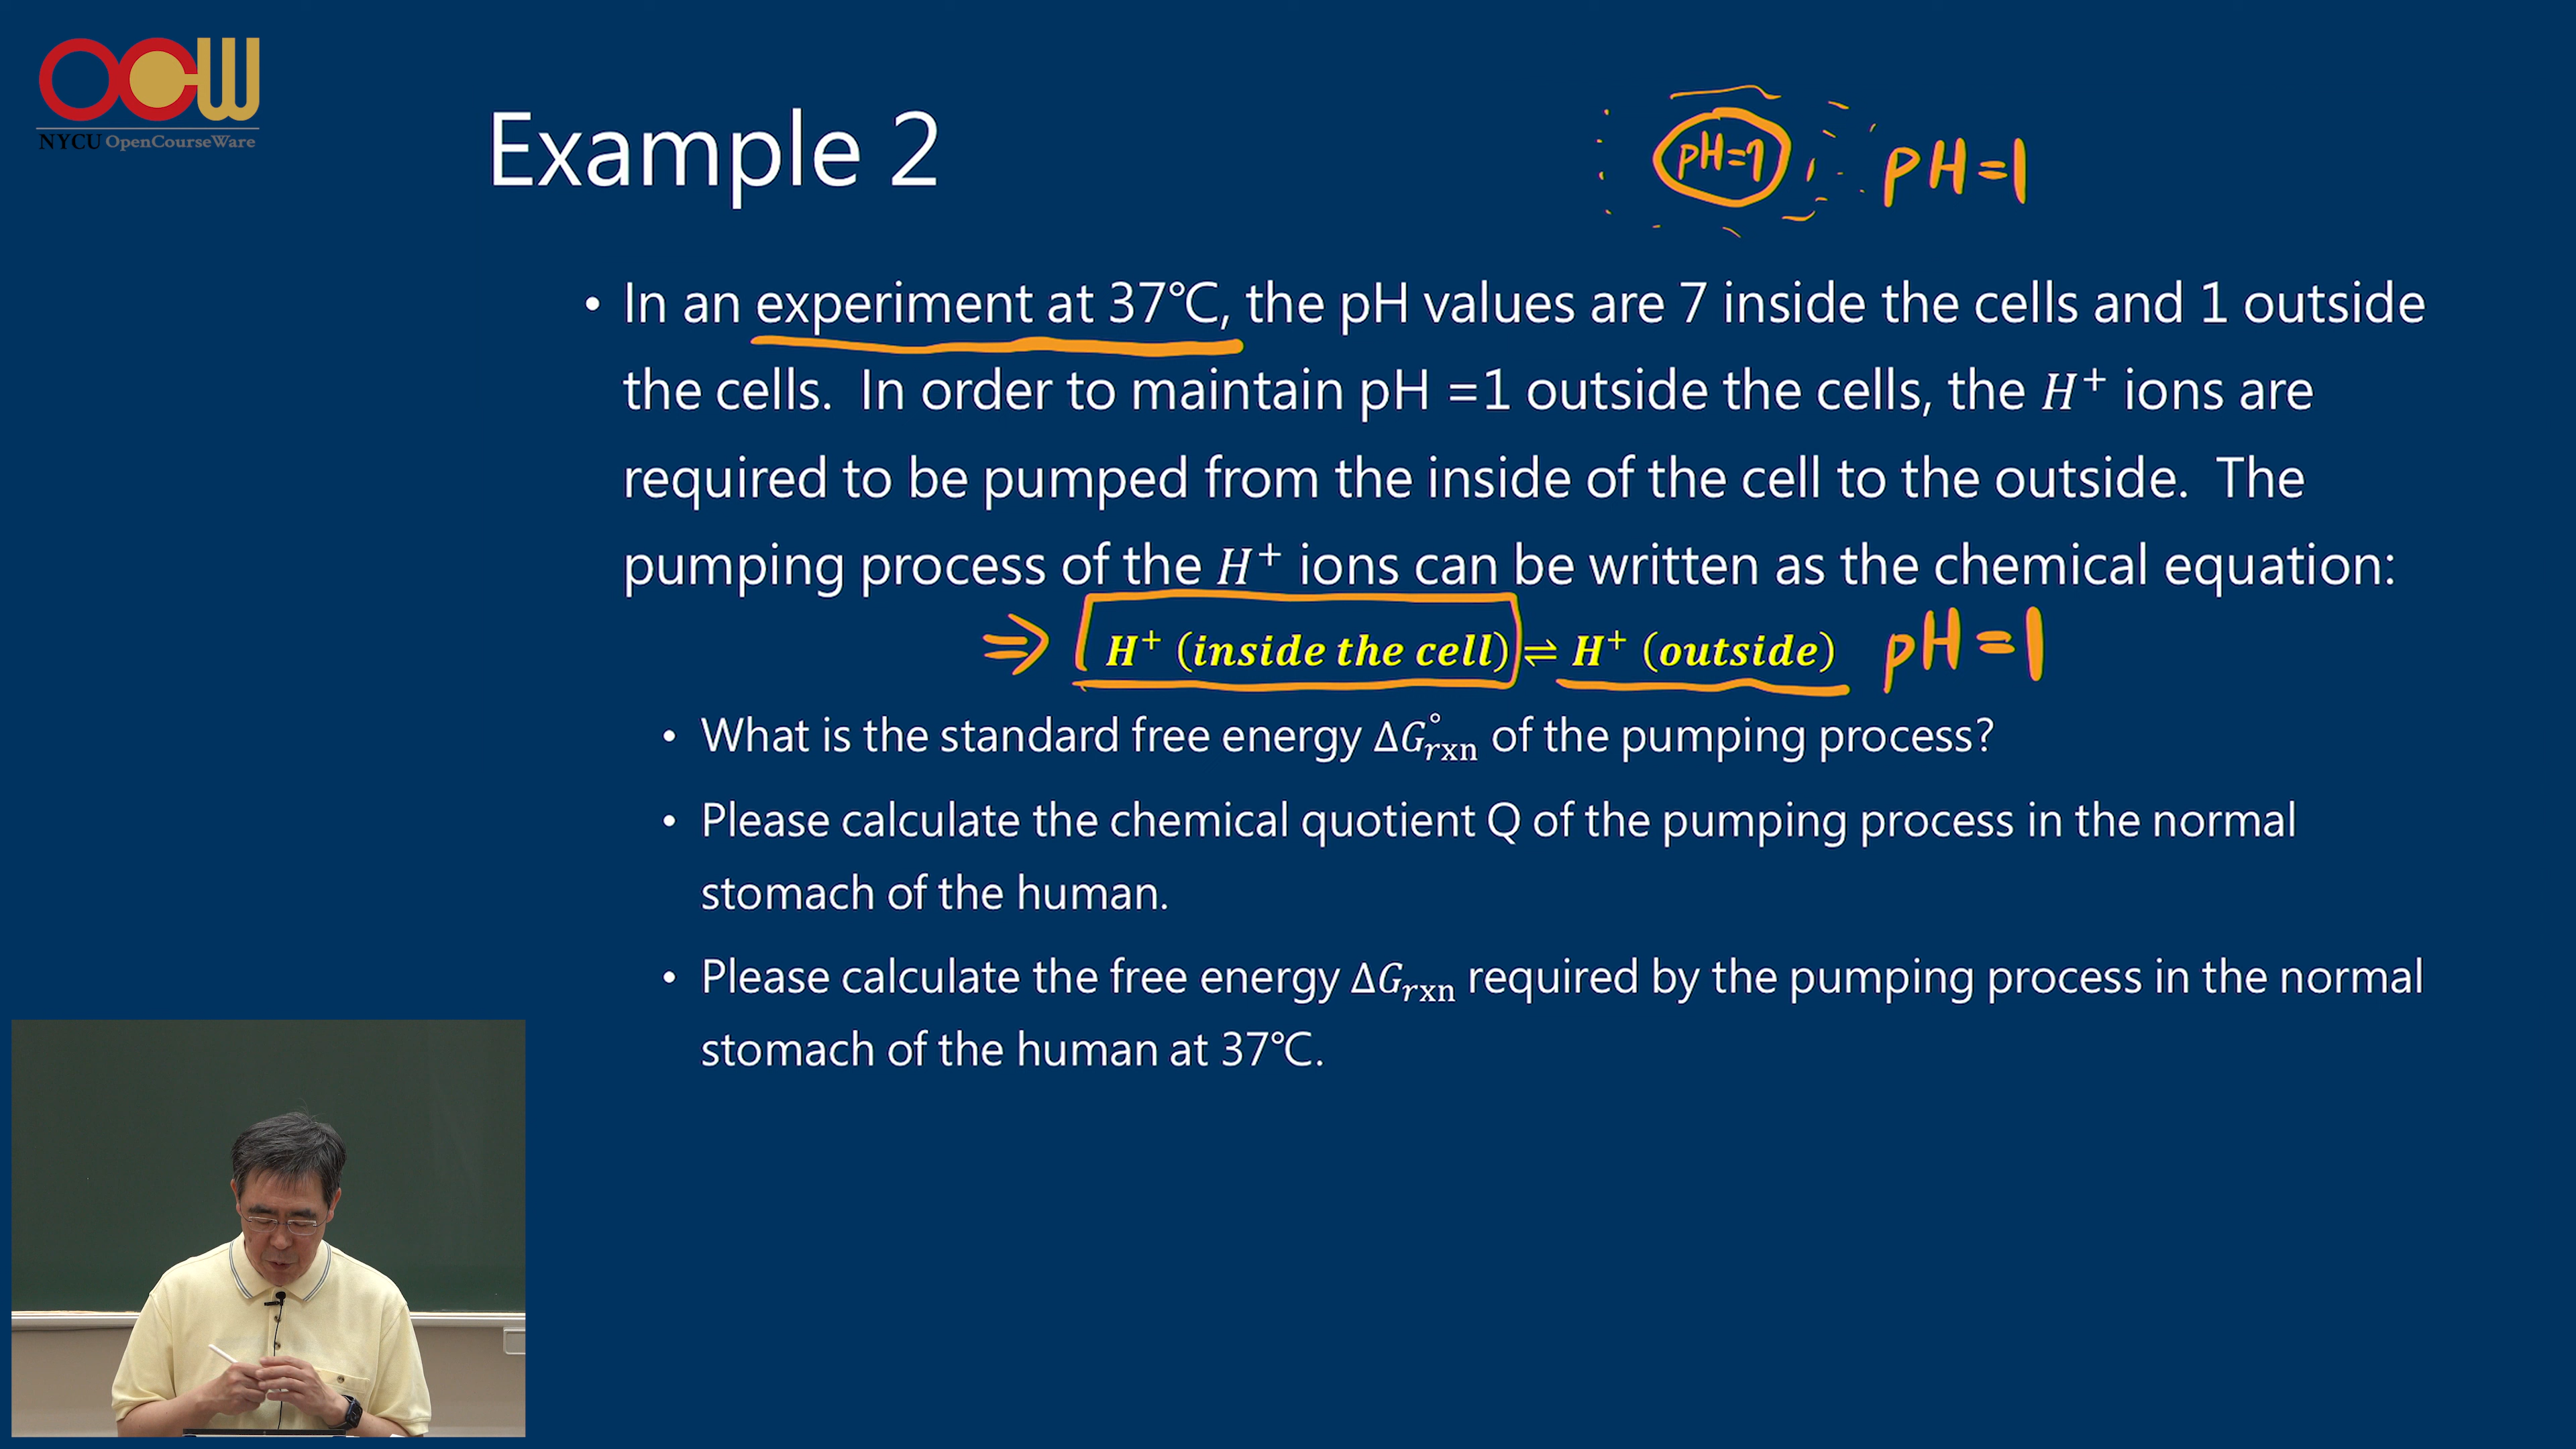 OCW
NYCU OpenCourseWare
Example 2
pH=7
pH=1
• In an experiment at 37℃, the pH values are 7 inside the cells and 1 outside
the cells. In order to maintain pH =1 outside the cells, the H⁺ ions are
required to be pumped from the inside of the cell to the outside. The
pumping process of the H⁺ ions can be written as the chemical equation:
⇒ H⁺ (inside the cell) ⇌ H⁺ (outside) pH=1
• What is the standard free energy ΔG°rxn of the pumping process?
• Please calculate the chemical quotient Q of the pumping process in the normal
stomach of the human.
• Please calculate the free energy ΔGrxn required by the pumping process in the normal
stomach of the human at 37℃.